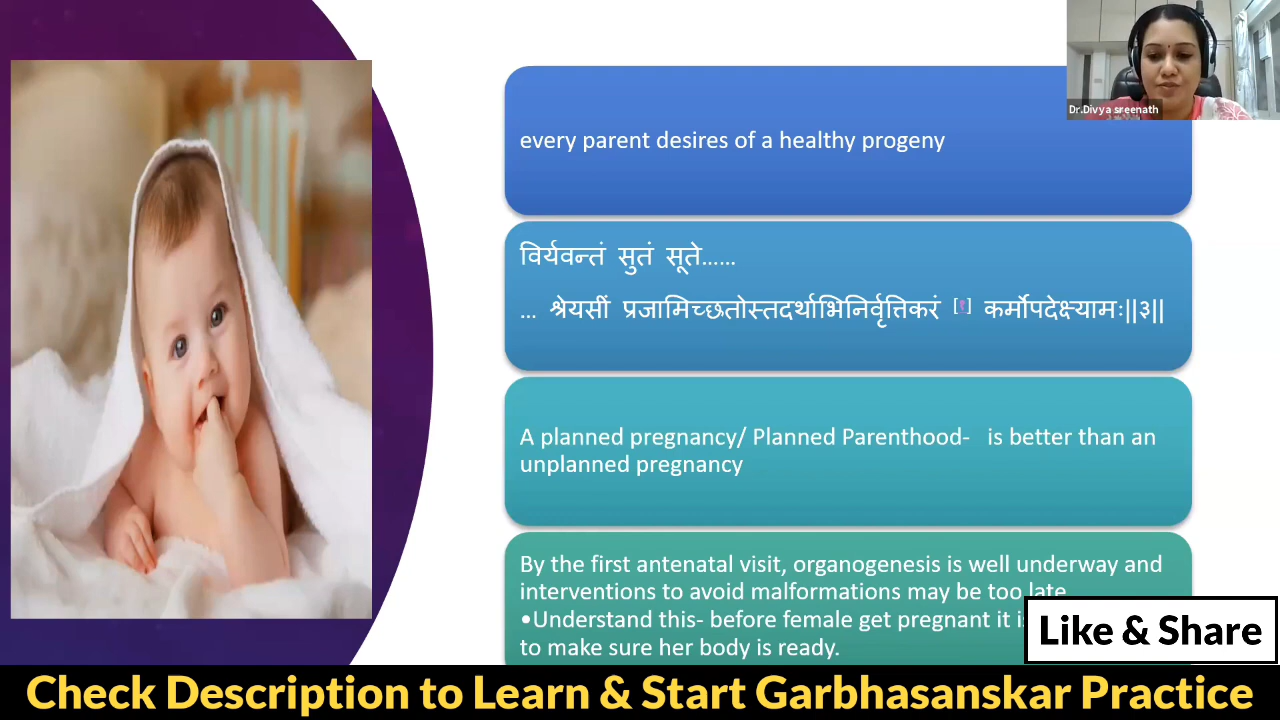 every parent desires of a healthy progeny
Dr.Divya sreenath
विर्यवन्तं सुतं सूते......
... श्रेयसीं प्रजामिच्छतोस्तदर्थाभिनिर्वृत्तिकरं [१] कर्मोपदेक्ष्यामः||३||
A planned pregnancy/ Planned Parenthood- is better than an
unplanned pregnancy
By the first antenatal visit, organogenesis is well underway and
interventions to avoid malformations may be too late
•Understand this- before female get pregnant it
to make sure her body is ready.
Like & Share
Check Description to Learn & Start Garbhasanskar Practice